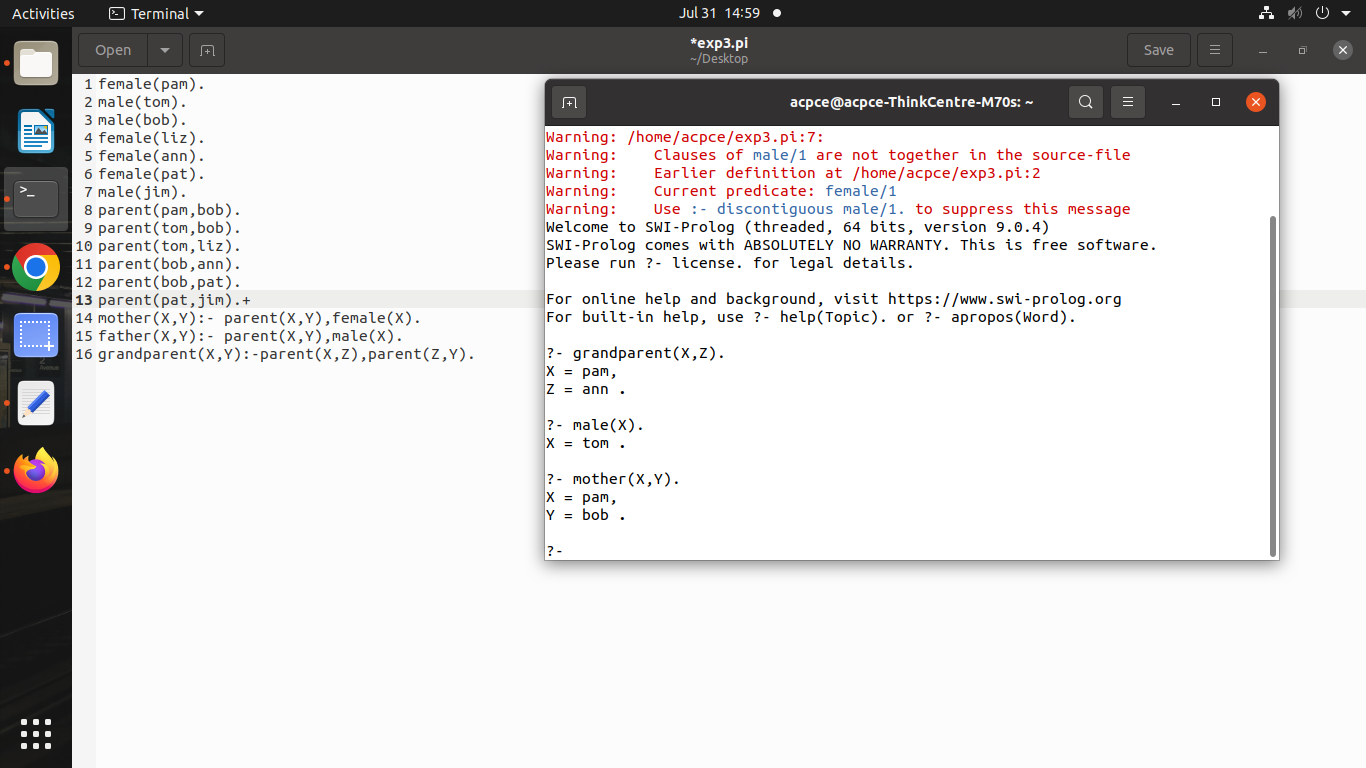 Activities Terminal Jul 31 14:59
Open *exp3.pi Save
~/Desktop
1 female(pam).
2 male(tom).
3 male(bob).
4 female(liz).
5 female(ann).
6 female(pat).
7 male(jim).
8 parent(pam,bob).
9 parent(tom,bob).
10 parent(tom,liz).
11 parent(bob,ann).
12 parent(bob,pat).
13 parent(pat,jim).+
14 mother(X,Y):- parent(X,Y),female(X).
15 father(X,Y):- parent(X,Y),male(X).
16 grandparent(X,Y):-parent(X,Z),parent(Z,Y).
acpce@acpce-ThinkCentre-M70s: ~
Warning: /home/acpce/exp3.pi:7:
Warning:    Clauses of male/1 are not together in the source-file
Warning:    Earlier definition at /home/acpce/exp3.pi:2
Warning:    Current predicate: female/1
Warning:    Use :- discontiguous male/1. to suppress this message
Welcome to SWI-Prolog (threaded, 64 bits, version 9.0.4)
SWI-Prolog comes with ABSOLUTELY NO WARRANTY. This is free software.
Please run ?- license. for legal details.
For online help and background, visit https://www.swi-prolog.org
For built-in help, use ?- help(Topic). or ?- apropos(Word).
?- grandparent(X,Z).
X = pam,
Z = ann .
?- male(X).
X = tom .
?- mother(X,Y).
X = pam,
Y = bob .
?-